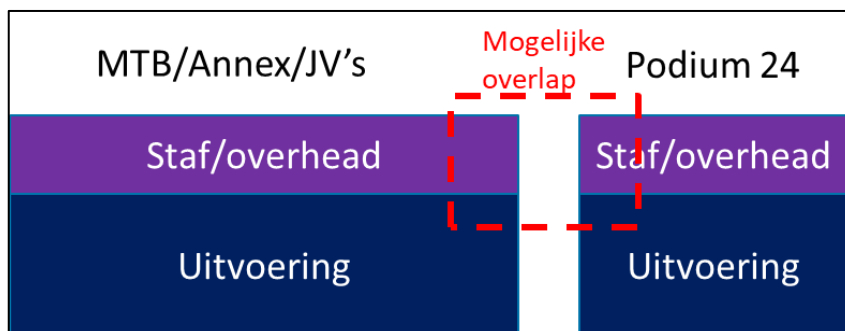 MTB/Annex/JV's
Mogelijke
overlap
Podium 24
Staf/overhead
Staf/overhead
Uitvoering
Uitvoering